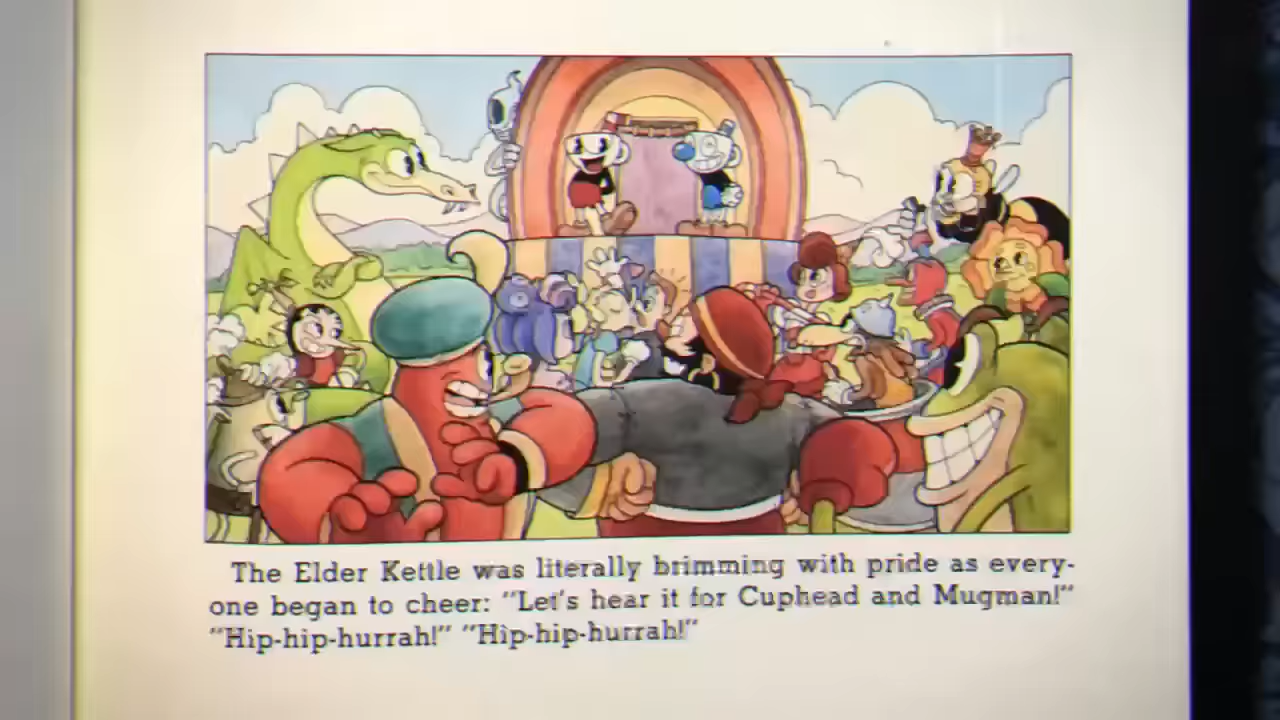 The Elder Kettle was literally brimming with pride as every-
one began to cheer: "Let's hear it for Cuphead and Mugman!"
"Hip-hip-hurrah!" "Hip-hip-hurrah!"